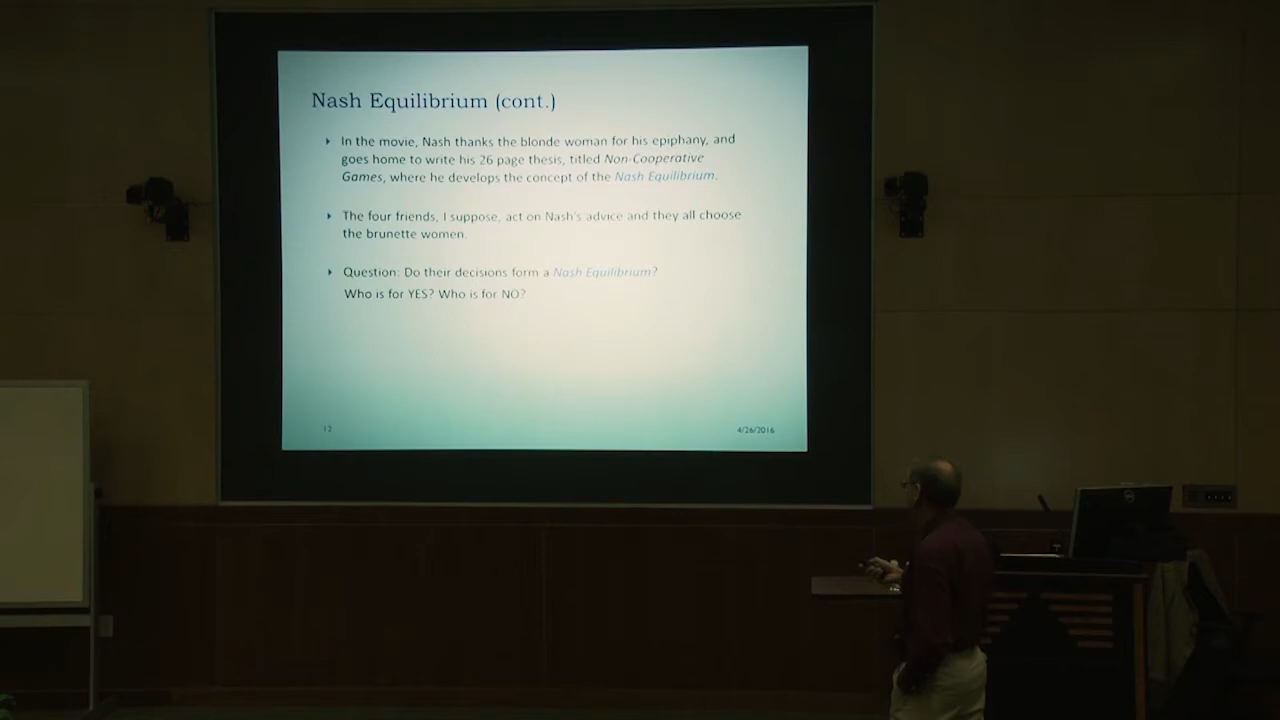 Nash Equilibrium (cont.)
In the movie, Nash thanks the blonde woman for his epiphany, and
goes home to write his 26 page thesis, titled Non-Cooperative
Games, where he develops the concept of the Nash Equilibrium.
The four friends, I suppose, act on Nash's advice and they all choose
the brunette women.
Question: Do their decisions form a Nash Equilibrium?
Who is for YES? Who is for NO?
12
4/26/2016